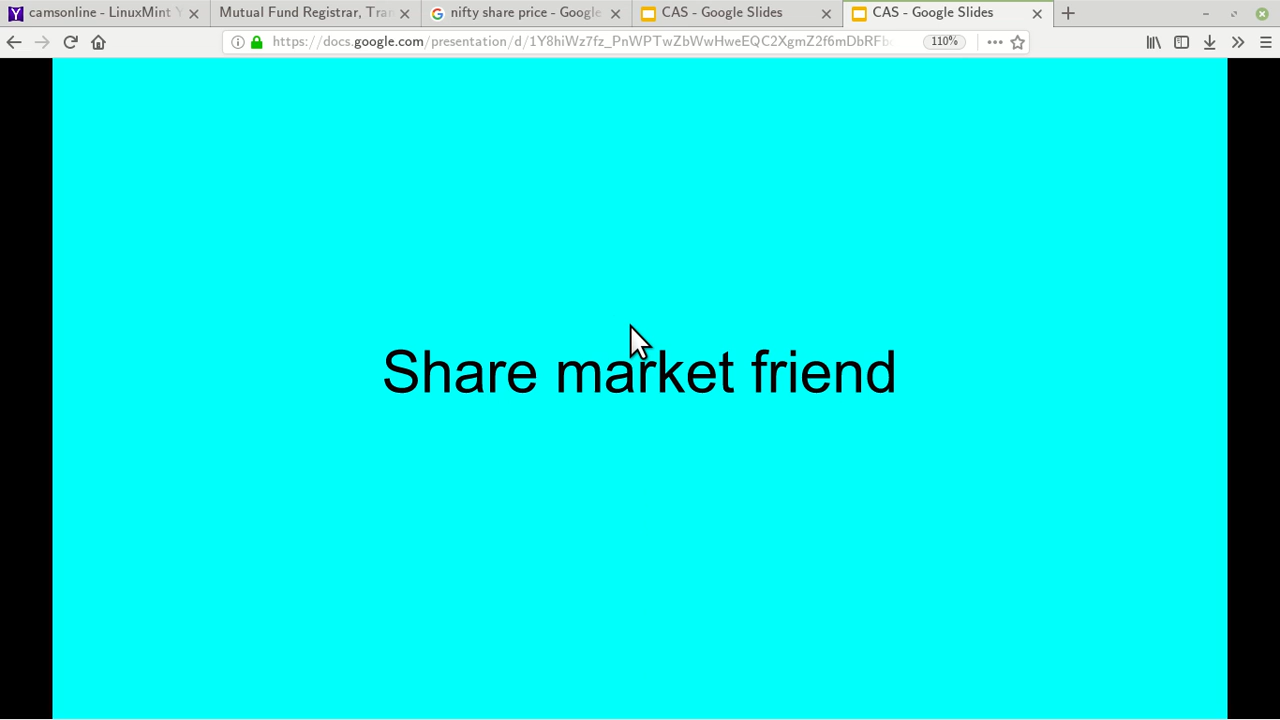 camsonline - LinuxMint
Mutual Fund Registrar, Tra
nifty share price - Google
CAS - Google Slides
CAS - Google Slides
https://docs.google.com/presentation/d/1Y8hiWz7fz_PnWPTwZbWwHweEQC2XgmZ2f6mDbRFb
110%
Share market friend